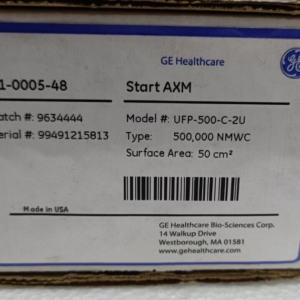 GE Healthcare
1-0005-48
Start AXM
atch #: 9634444
Model #: UFP-500-C-2U
erial #: 99491215813
Type: 500,000 NMWC
Surface Area: 50 cm²
Made in USA
GE Healthcare Bio-Sciences Corp.
14 Walkup Drive
Westborough, MA 01581
www.gehealthcare.com